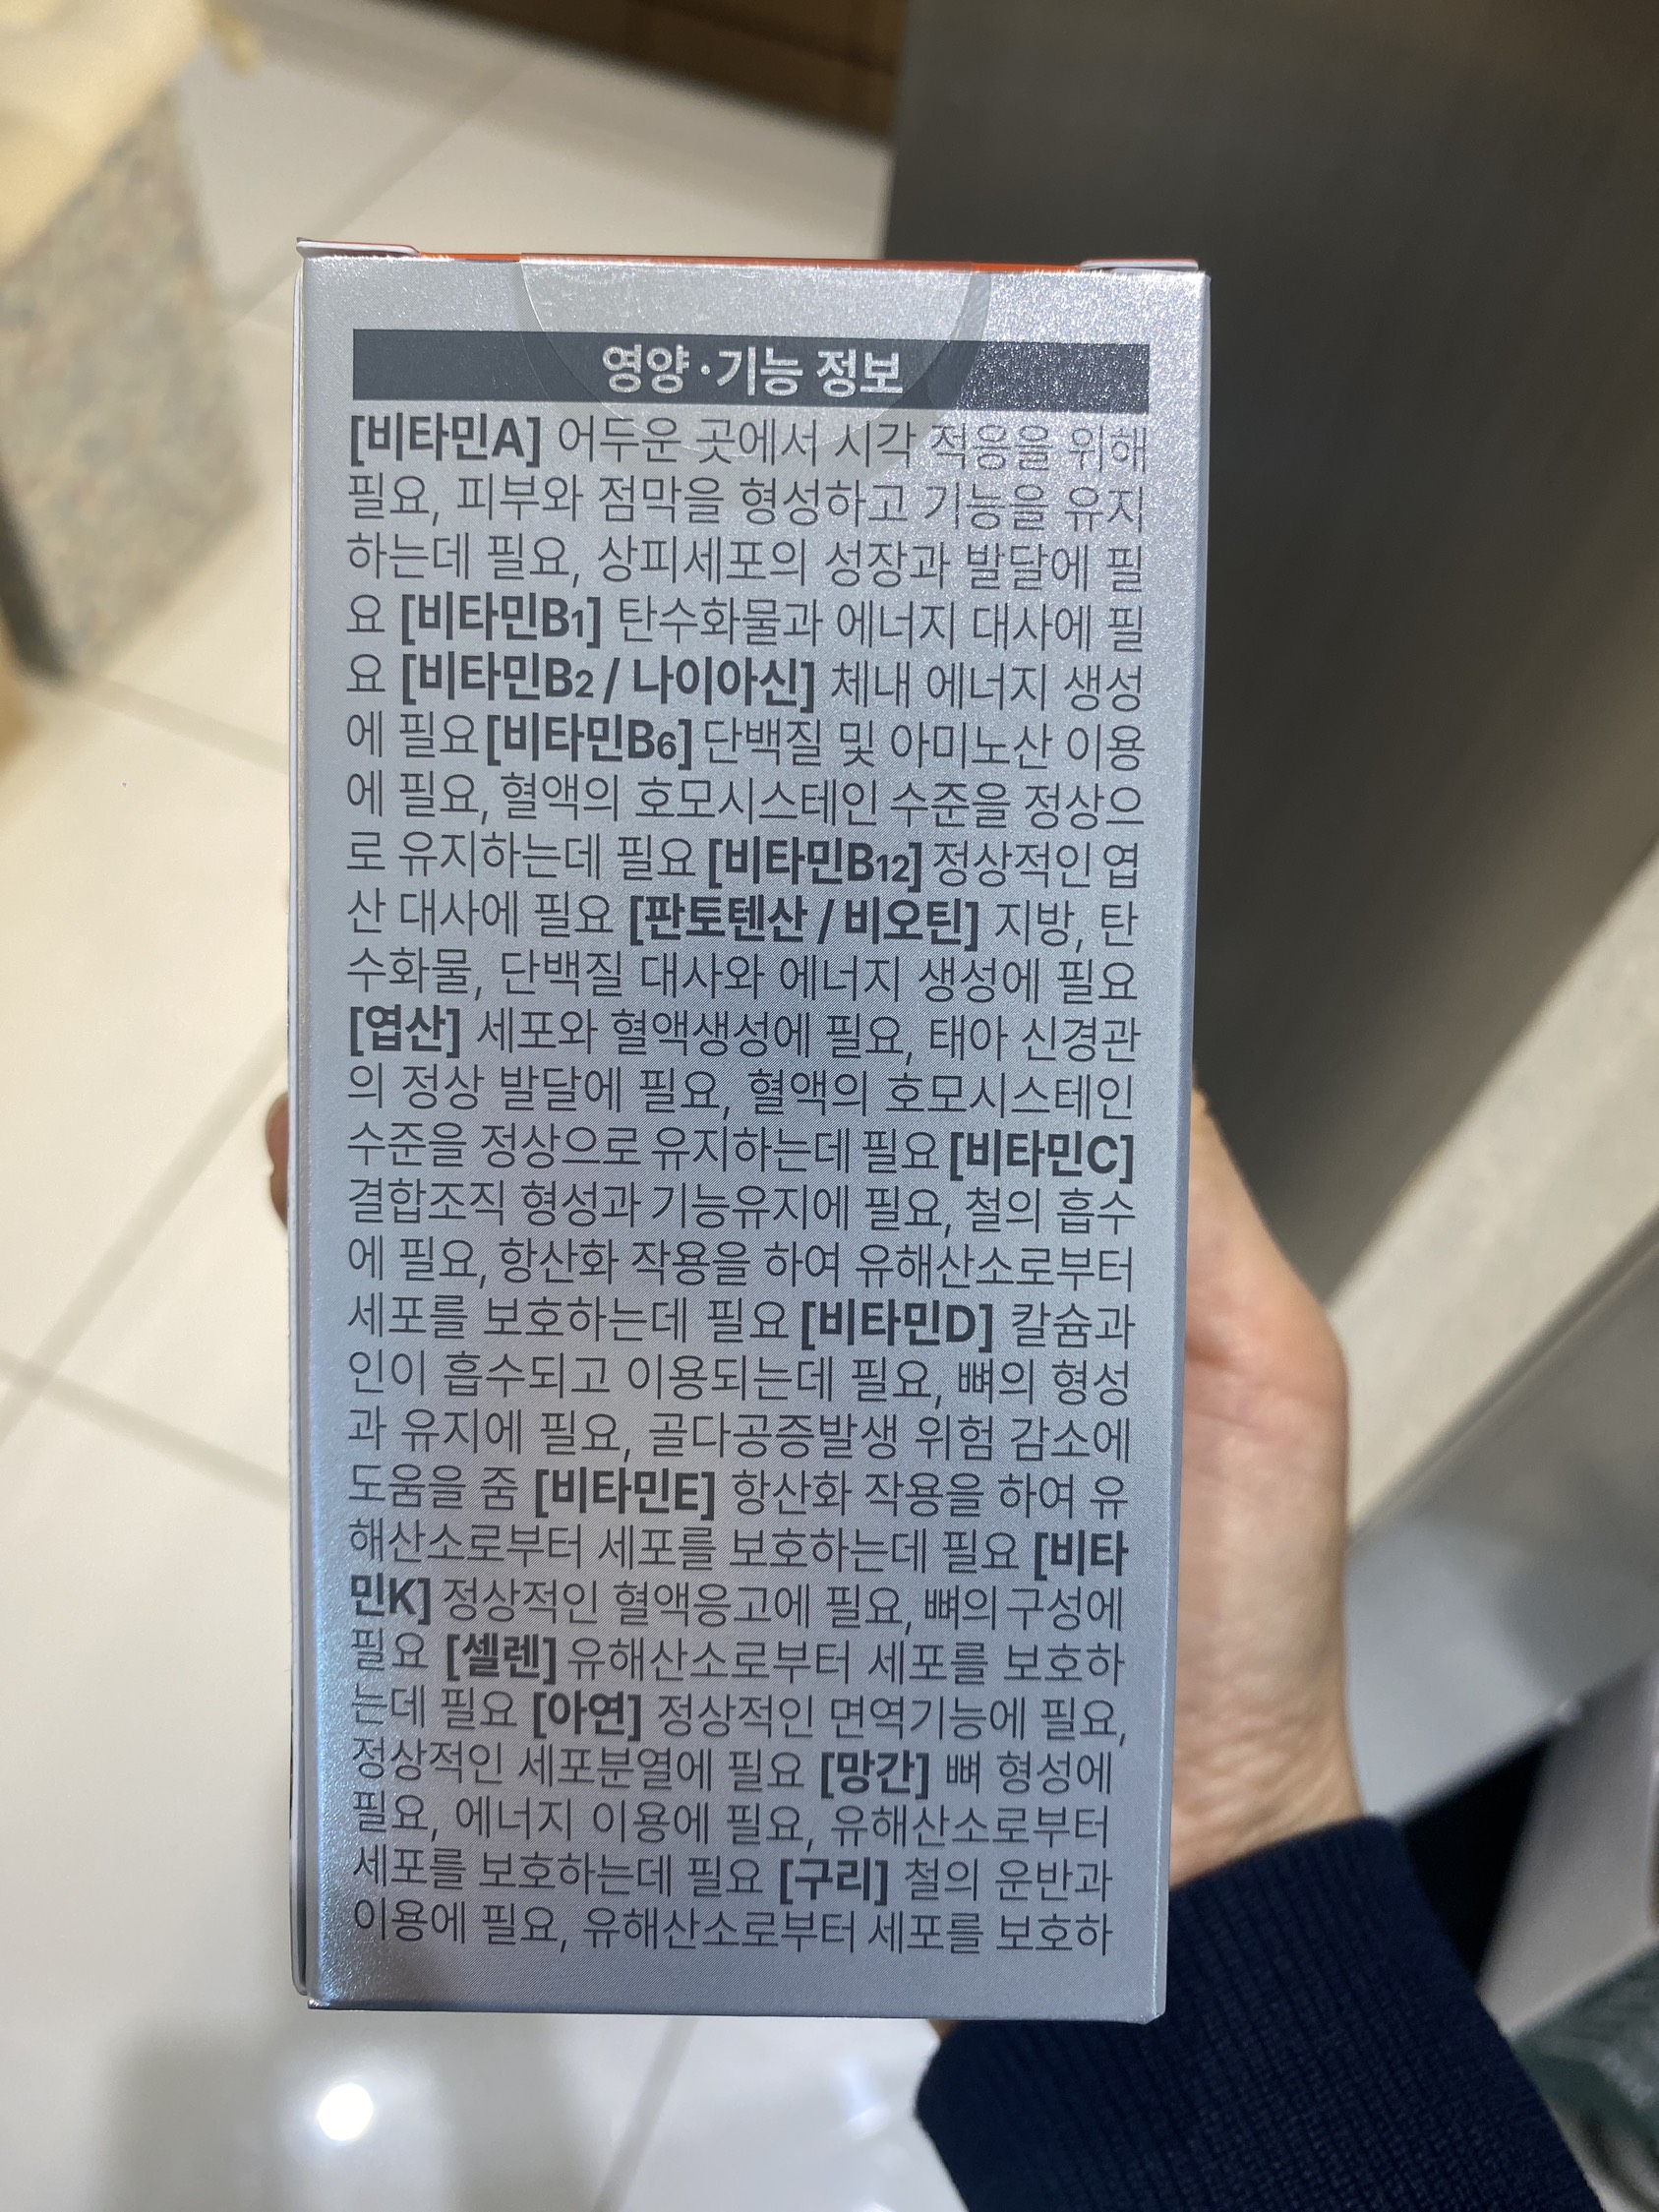 영양·기능 정보
[비타민A] 어두운 곳에서 시각 적응을 위해
필요, 피부와 점막을 형성하고 기능을 유지
하는데 필요, 상피세포의 성장과 발달에 필
요 [비타민B1] 탄수화물과 에너지 대사에 필
요 [비타민B2 / 나이아신] 체내 에너지 생성
에 필요 [비타민B6] 단백질 및 아미노산 이용
에 필요, 혈액의 호모시스테인 수준을 정상으
로 유지하는데 필요 [비타민B12] 정상적인 엽
산 대사에 필요 [판토텐산 / 비오틴] 지방, 탄
수화물, 단백질 대사와 에너지 생성에 필요
[엽산] 세포와 혈액생성에 필요, 태아 신경관
의 정상 발달에 필요, 혈액의 호모시스테인
수준을 정상으로 유지하는데 필요 [비타민C]
결합조직 형성과 기능유지에 필요, 철의 흡수
에 필요, 항산화 작용을 하여 유해산소로부터
세포를 보호하는데 필요 [비타민D] 칼슘과
인이 흡수되고 이용되는데 필요, 뼈의 형성
과 유지에 필요, 골다공증발생 위험 감소에
도움을 줌 [비타민E] 항산화 작용을 하여 유
해산소로부터 세포를 보호하는데 필요 [비타
민K] 정상적인 혈액응고에 필요, 뼈의 구성에
필요 [셀렌] 유해산소로부터 세포를 보호하
는데 필요 [아연] 정상적인 면역기능에 필요,
정상적인 세포분열에 필요 [망간] 뼈 형성에
필요, 에너지 이용에 필요, 유해산소로부터
세포를 보호하는데 필요 [구리] 철의 운반과
이용에 필요, 유해산소로부터 세포를 보호하